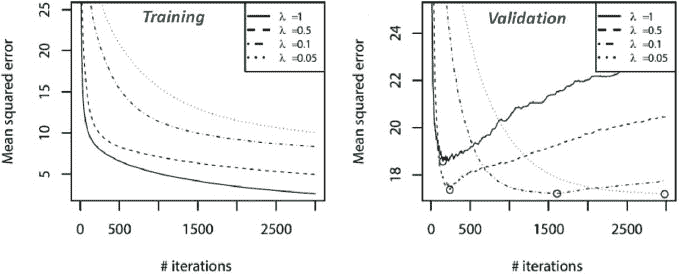 Training
λ =1
λ =0.5
λ =0.1
λ =0.05
Mean squared error
25
20
15
10
5
0 500 1500 2500
# iterations
Validation
λ =1
λ =0.5
λ =0.1
λ =0.05
Mean squared error
24
22
20
18
0 500 1500 2500
# iterations